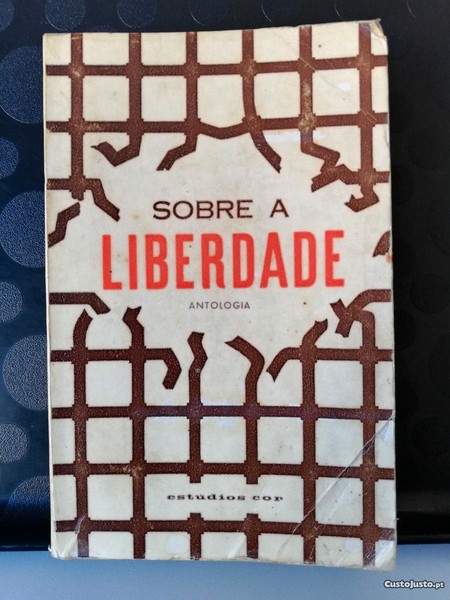 SOBRE A
LIBERDADE
ANTOLOGIA
estudios cor
CustoJusto.pt